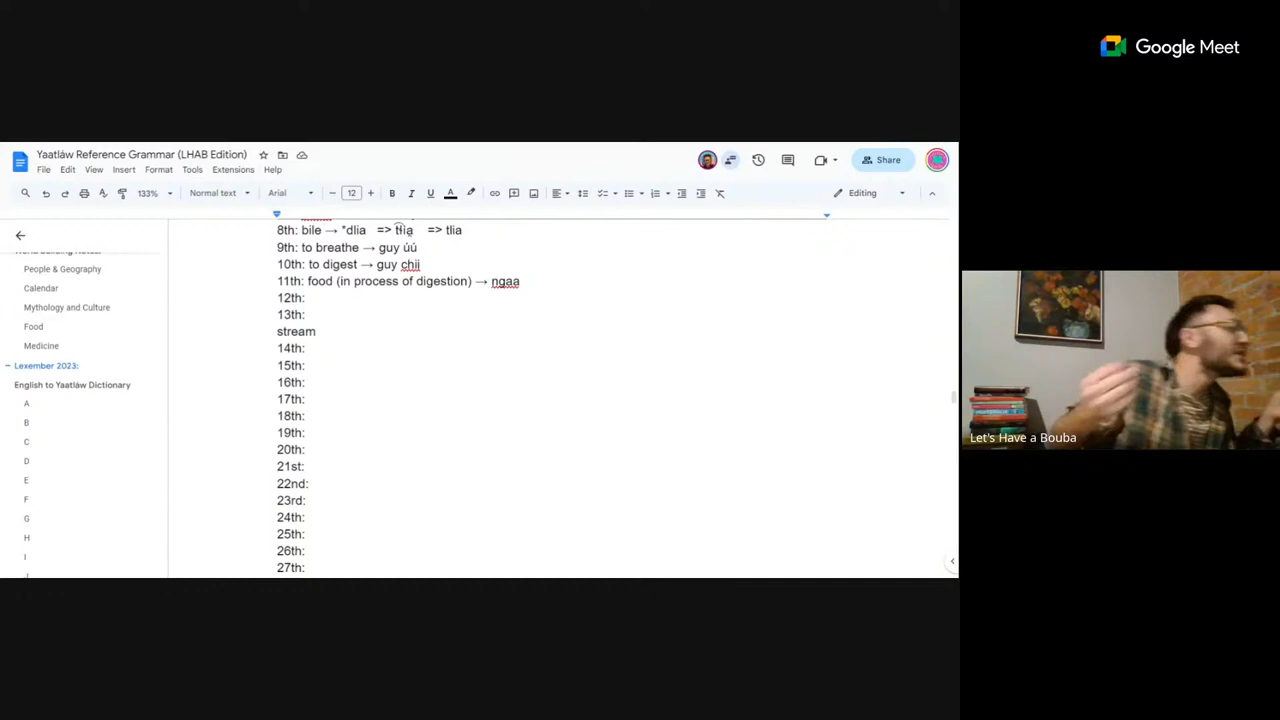 Google Meet
Yaatláw Reference Grammar (LHAB Edition)
File Edit View Insert Format Tools Extensions Help
Share
133% Normal text Arial 12 Editing
People & Geography
Calendar
Mythology and Culture
Food
Medicine
Lexember 2023:
English to Yaatláw Dictionary
A
B
C
D
E
F
G
H
I
8th: bile → *dlia => => tlia
9th: to breathe → guy úú
10th: to digest → guy chii
11th: food (in process of digestion) → ngaa
12th:
13th:
stream
14th:
15th:
16th:
17th:
18th:
19th:
20th:
21st:
22nd:
23rd:
24th:
25th:
26th:
27th:
Let's Have a Bouba